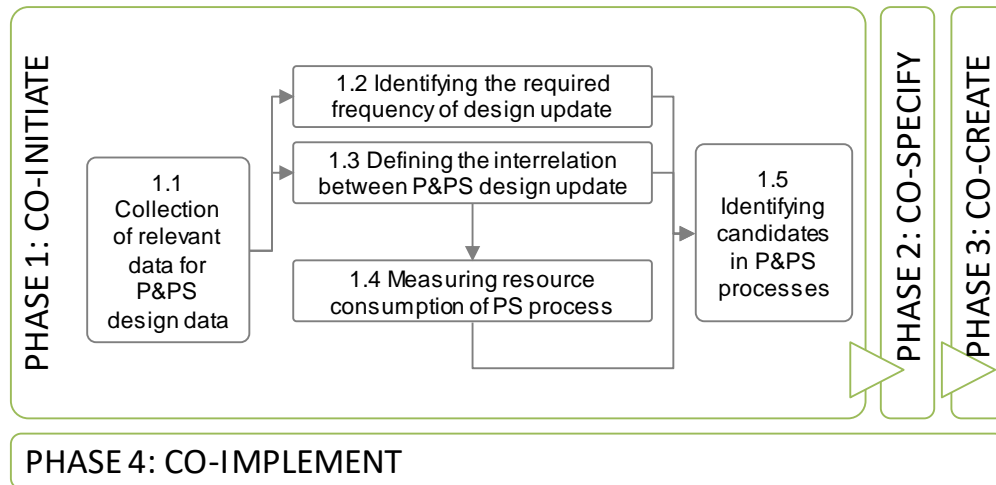 PHASE 1: CO-INITIATE
1.1
Collection
of relevant
data for
P&PS
design data
1.2 Identifying the required
frequency of design update
1.3 Defining the interrelation
between P&PS design update
1.4 Measuring resource
consumption of PS process
1.5
Identifying
candidates
in P&PS
processes
PHASE 2: CO-SPECIFY
PHASE 3: CO-CREATE
PHASE 4: CO-IMPLEMENT